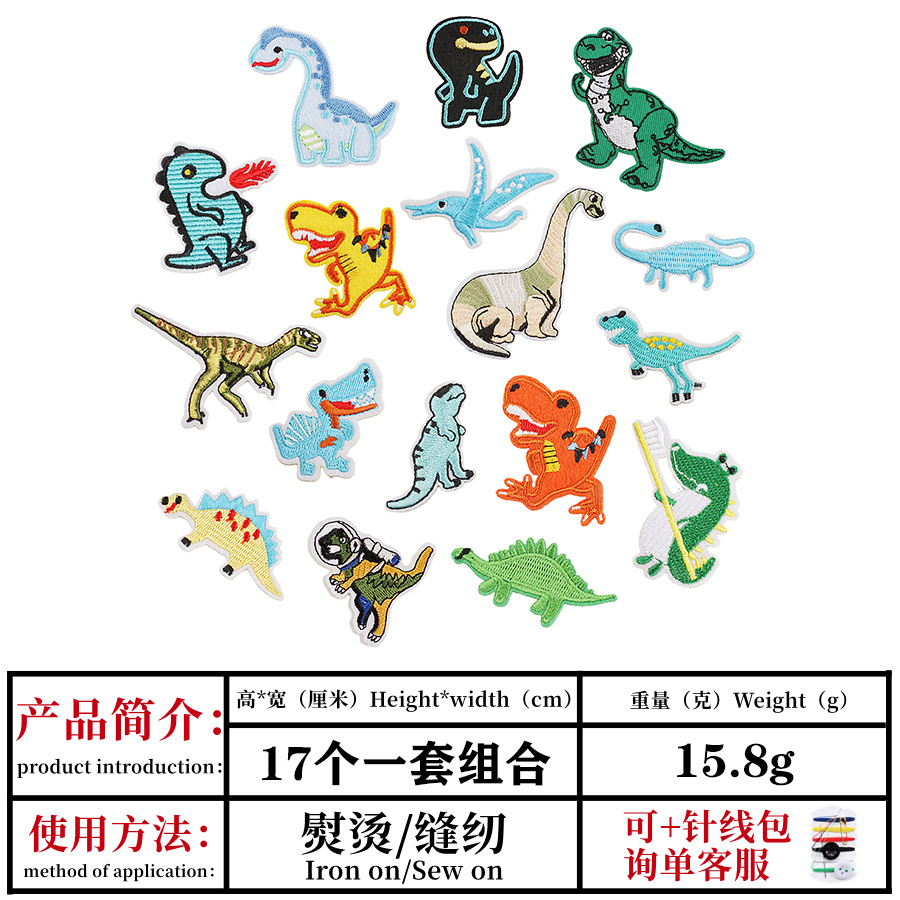 产品简介：
product introduction：
高*宽（厘米）Height*width（cm）
重量（克）Weight（g）
17个一套组合
15.8g
使用方法：
method of application：
熨烫/缝纫
Iron on/Sew on
可+针线包
询单客服